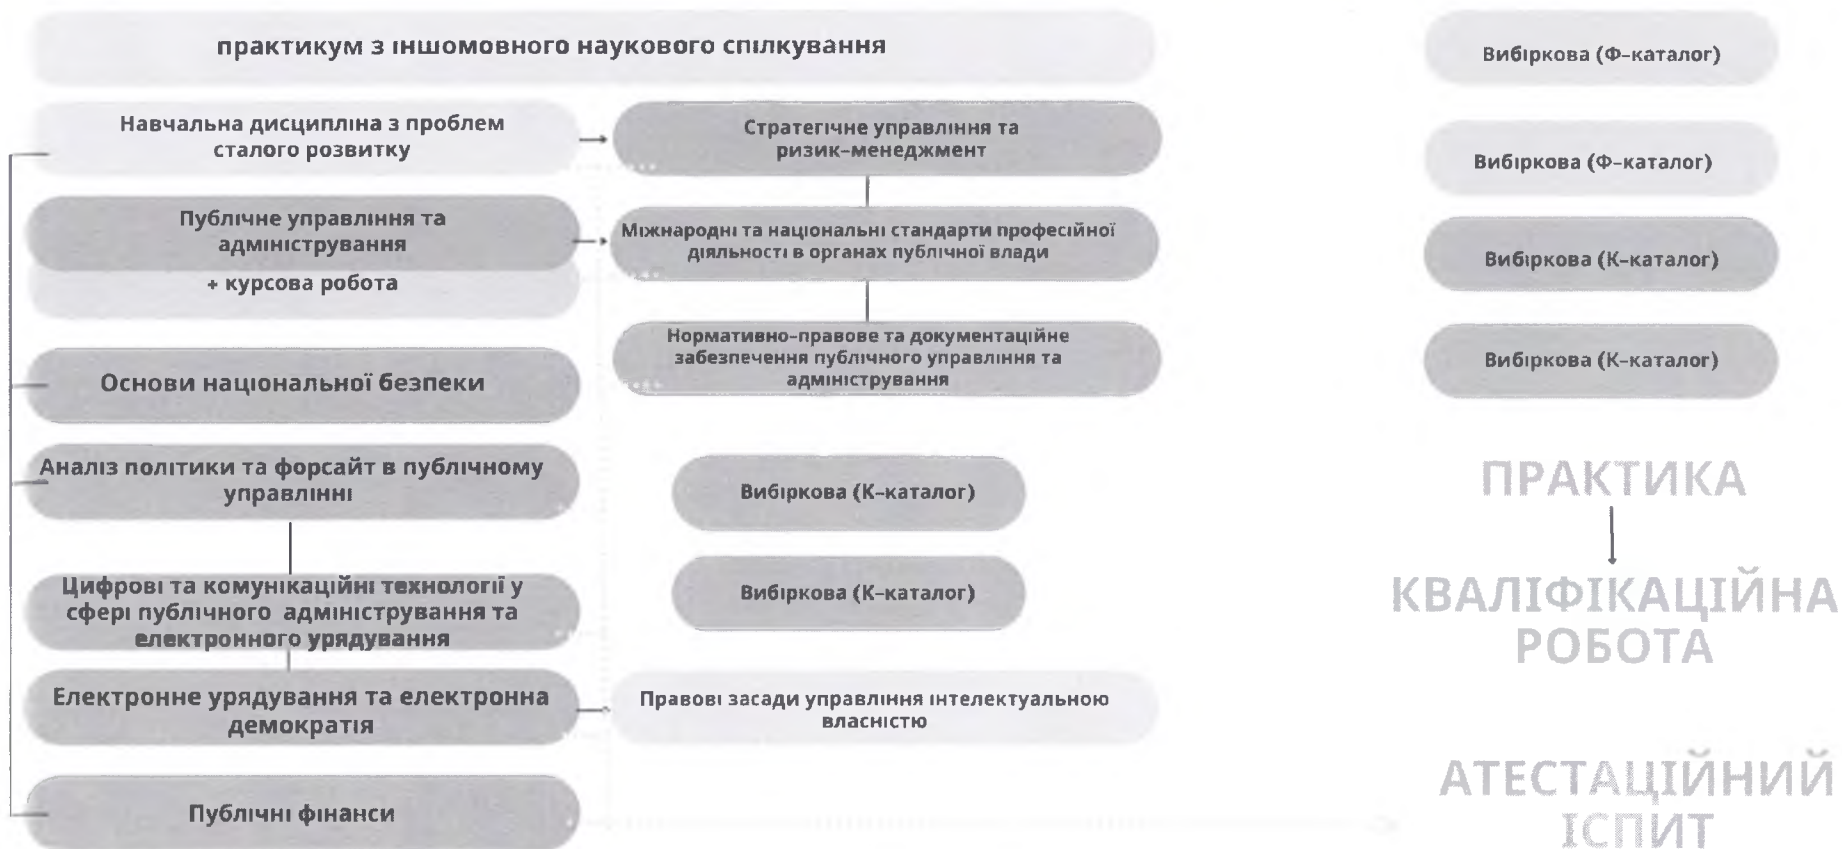 практикум з іншомовного наукового спілкування
Навчальна дисципліна з проблем
сталого розвитку
Публічне управління та
адміністрування
+ курсова робота
Основи національної безпеки
Аналіз політики та форсайт в публічному
управлінні
Цифрові та комунікаційні технології у
сфері публічного адміністрування та
електронного урядування
Електронне урядування та електронна
демократія
Публічні фінанси
Стратегічне управління та
ризик-менеджмент
Міжнародні та національні стандарти професійної
діяльності в органах публічної влади
Нормативно-правове та документаційне
забезпечення публічного управління та
адміністрування
Вибіркова (К-каталог)
Вибіркова (К-каталог)
Правові засади управління інтелектуальною
власністю
Вибіркова (Ф-каталог)
Вибіркова (Ф-каталог)
Вибіркова (К-каталог)
Вибіркова (К-каталог)
ПРАКТИКА
КВАЛІФІКАЦІЙНА
РОБОТА
АТЕСТАЦІЙНИЙ
ІСПИТ